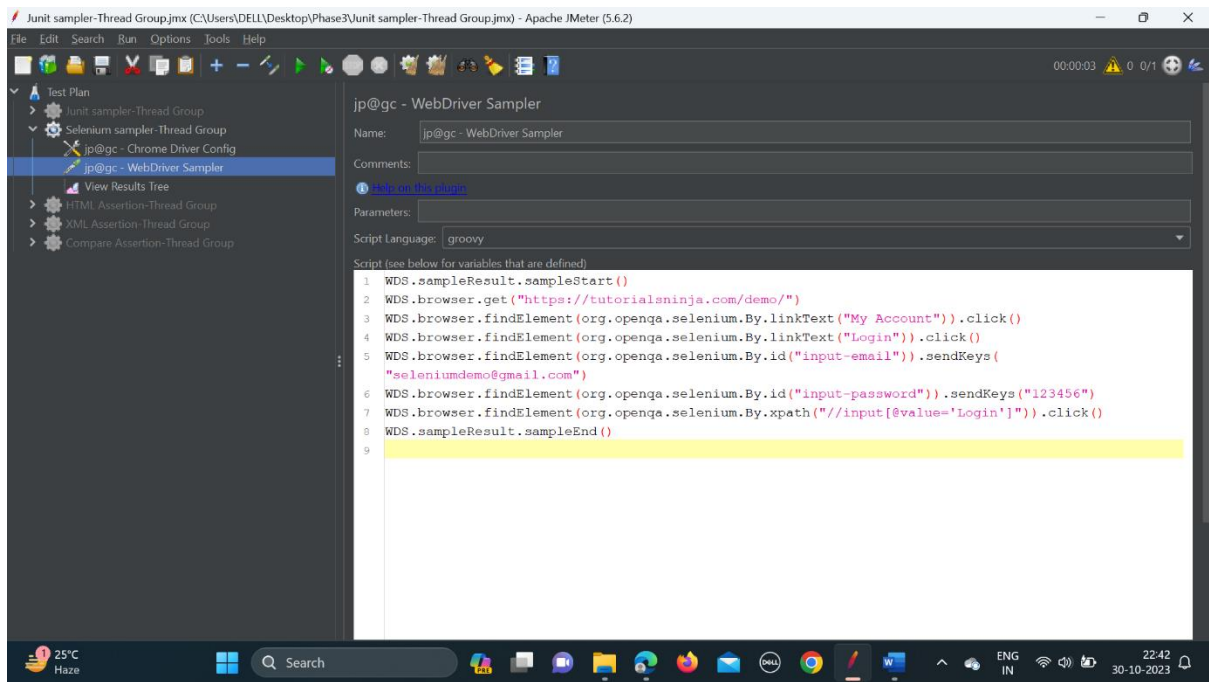 Junit sampler-Thread Group.jmx (C:\Users\DELL\Desktop\Phase3\Junit sampler-Thread Group.jmx) - Apache JMeter (5.6.2)
File Edit Search Run Options Tools Help
00:00:03 0 0/1
Test Plan
Junit sampler-Thread Group
Selenium sampler-Thread Group
jp@gc - Chrome Driver Config
jp@gc - WebDriver Sampler
View Results Tree
HTML Assertion-Thread Group
XML Assertion-Thread Group
Compare Assertion-Thread Group
jp@gc - WebDriver Sampler
Name: jp@gc - WebDriver Sampler
Comments:
Help on this plugin
Parameters:
Script Language: groovy
Script (see below for variables that are defined)
1 WDS.sampleResult.sampleStart()
2 WDS.browser.get("https://tutorialsninja.com/demo/")
3 WDS.browser.findElement(org.openqa.selenium.By.linkText("My Account")).click()
4 WDS.browser.findElement(org.openqa.selenium.By.linkText("Login")).click()
5 WDS.browser.findElement(org.openqa.selenium.By.id("input-email")).sendKeys(
"seleniumdemo@gmail.com")
6 WDS.browser.findElement(org.openqa.selenium.By.id("input-password")).sendKeys("123456")
7 WDS.browser.findElement(org.openqa.selenium.By.xpath("//input[@value='Login']")).click()
8 WDS.sampleResult.sampleEnd()
9
1
25°C
Haze
Search
PRE
DELL
W
ENG
IN
22:42
30-10-2023